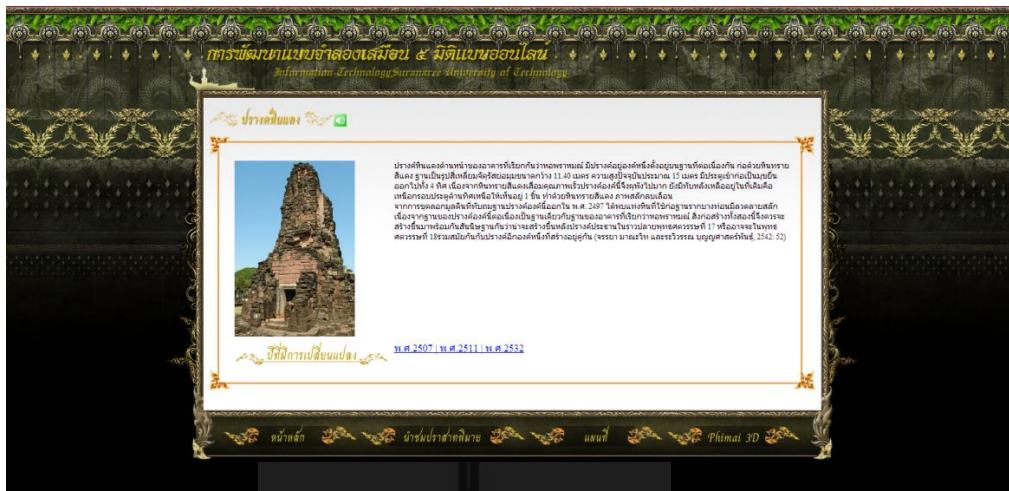 การพัฒนาแบบจำลองเสมือน ๕ มิติแบบออนไลน์
Information Technology Suranaree University of Technology
ปรางค์หินแดง
ปรางค์หินแดงด้านหน้าของอาคารที่เรียกกันว่าหอพราหมณ์ มีปรางค์อยู่องค์หนึ่งตั้งอยู่บนฐานที่ต่อเนื่องกัน ก่อด้วยหินทราย
สีแดง ฐานเป็นรูปสี่เหลี่ยมจัตุรัสย่อมุมขนาดกว้าง 11.40 เมตร ความสูงปัจจุบันประมาณ 15 เมตร มีประตูเข้าก่อเป็นมุขยื่น
ออกไปทั้ง 4 ทิศ เนื่องจากหินทรายสีแดงเสื่อมคุณภาพเร็วปรางค์องค์นี้จึงผุพังไปมาก ยังมีทับหลังเหลืออยู่ในที่เดิมคือ
เหนือกรอบประตูด้านทิศเหนือให้เห็นอยู่ 1 ชิ้น ทำด้วยหินทรายสีแดง ภาพสลักลบเลือน
จากการขุดลอกมูลดินที่ทับถมฐานปรางค์องค์นี้ออกใน พ.ศ. 2497 ได้พบแท่งหินที่ใช้ก่อฐานรากบางท่อนมีลวดลายสลัก
เนื่องจากฐานของปรางค์องค์นี้ต่อเนื่องเป็นฐานเดียวกับฐานของอาคารที่เรียกว่าหอพราหมณ์ สิ่งก่อสร้างทั้งสองนี้จึงควรจะ
สร้างขึ้นมาพร้อมกันสันนิษฐานกันว่าน่าจะสร้างขึ้นหลังปรางค์ประธานในราวปลายพุทธศตวรรษที่ 17 หรืออาจจะในพุทธ
ศตวรรษที่ 18ร่วมสมัยกันกับปรางค์อีกองค์หนึ่งที่สร้างอยู่คู่กัน (จรรยา มาณะวิท และระวิวรรณ บุญญศาสตร์พันธุ์, 2542: 52)
ปีที่มีการเปลี่ยนแปลง
พ.ศ.2507 | พ.ศ.2511 | พ.ศ.2532
หน้าหลัก นำชมปราสาทพิมาย แผนที่ Phimai 3D